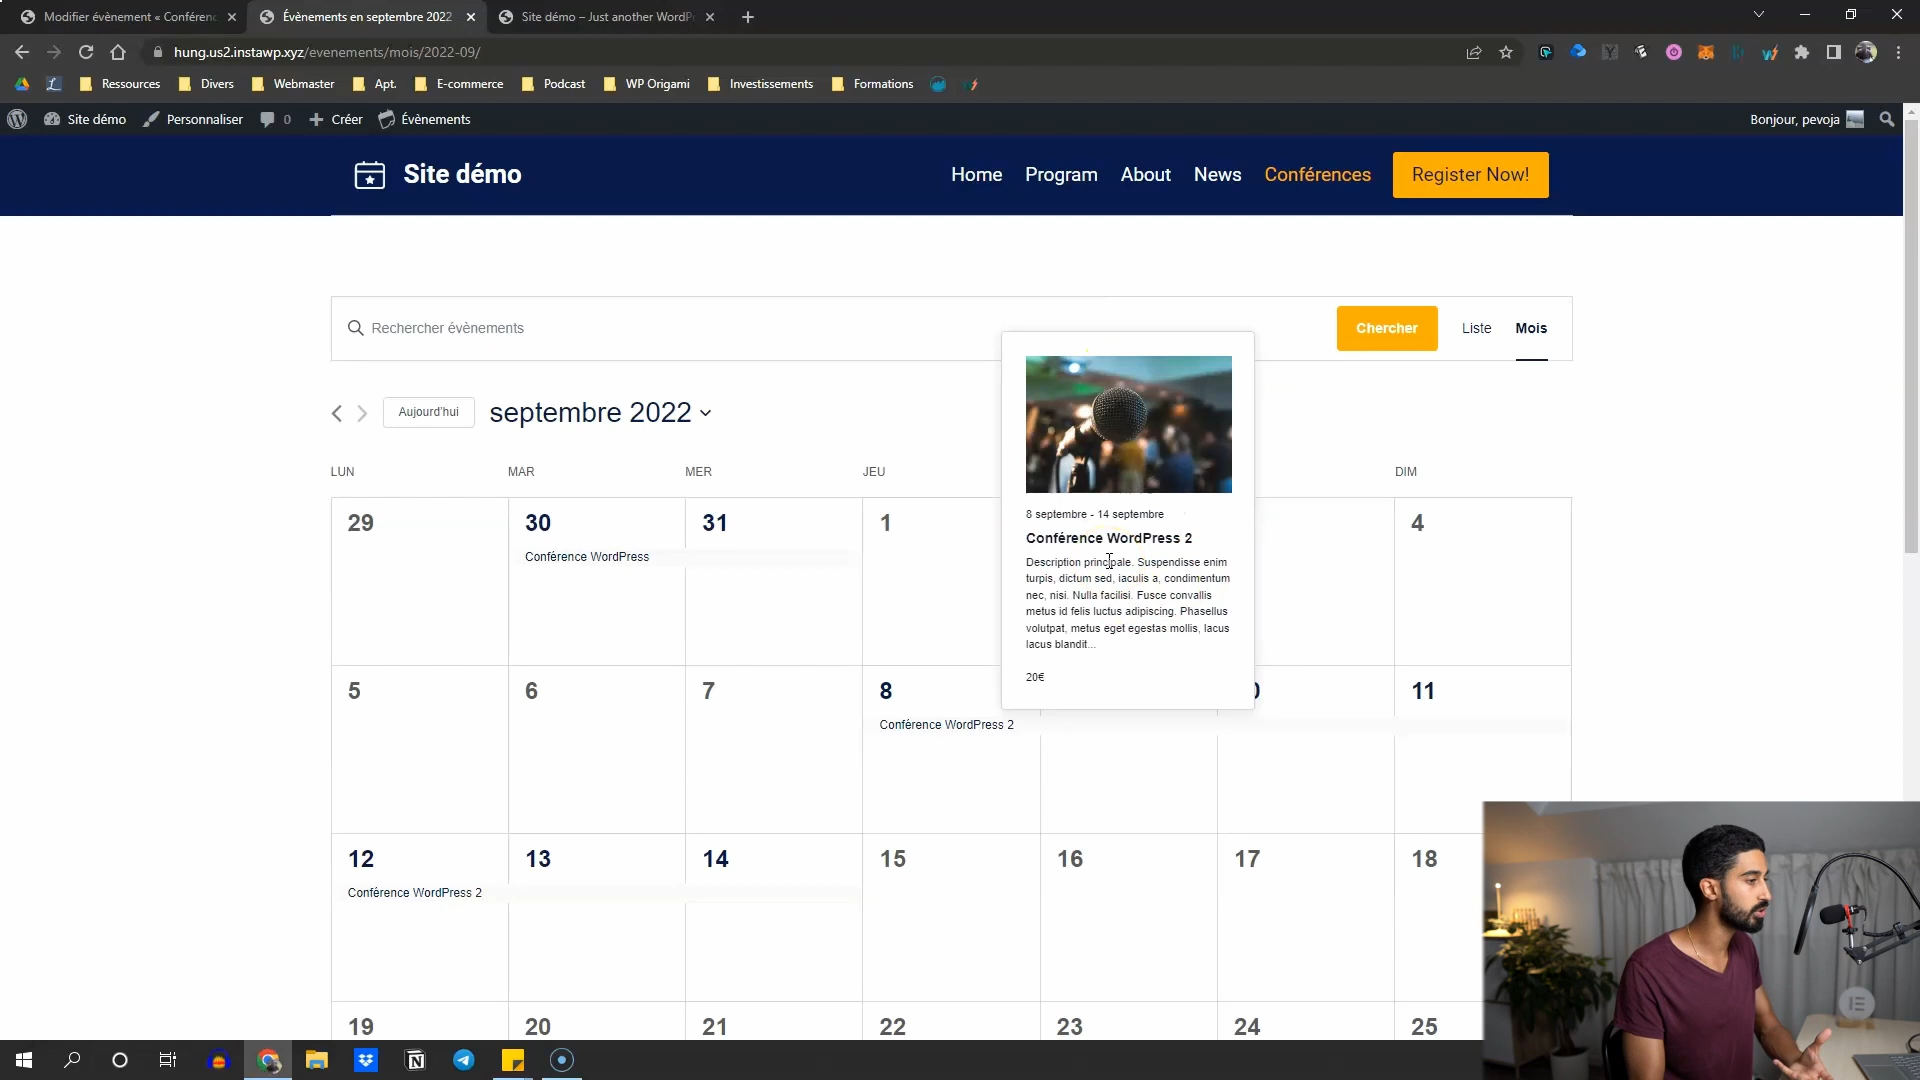 Modifier évènement « Conférenc
Évènements en septembre 2022
Site démo – Just another WordPr
hung.us2.instawp.xyz/evenements/mois/2022-09/
Ressources
Divers
Webmaster
Apt.
E-commerce
Podcast
WP Origami
Investissements
Formations
Site démo
Personnaliser
0
Créer
Évènements
Bonjour, pevoja
Site démo
Home
Program
About
News
Conférences
Register Now!
Rechercher évènements
Chercher
Liste
Mois
Aujourd'hui
septembre 2022
LUN
MAR
MER
JEU
DIM
29
30
31
1
4
Conférence WordPress
8 septembre - 14 septembre
Conférence WordPress 2
Description principale. Suspendisse enim
turpis, dictum sed, iaculis a, condimentum
nec, nisi. Nulla facilisi. Fusce convallis
metus id felis luctus adipiscing. Phasellus
volutpat, metus eget egestas mollis, lacus
lacus blandit...
20€
5
6
7
8
0
11
Conférence WordPress 2
12
13
14
15
16
17
18
Conférence WordPress 2
19
20
21
22
23
24
25